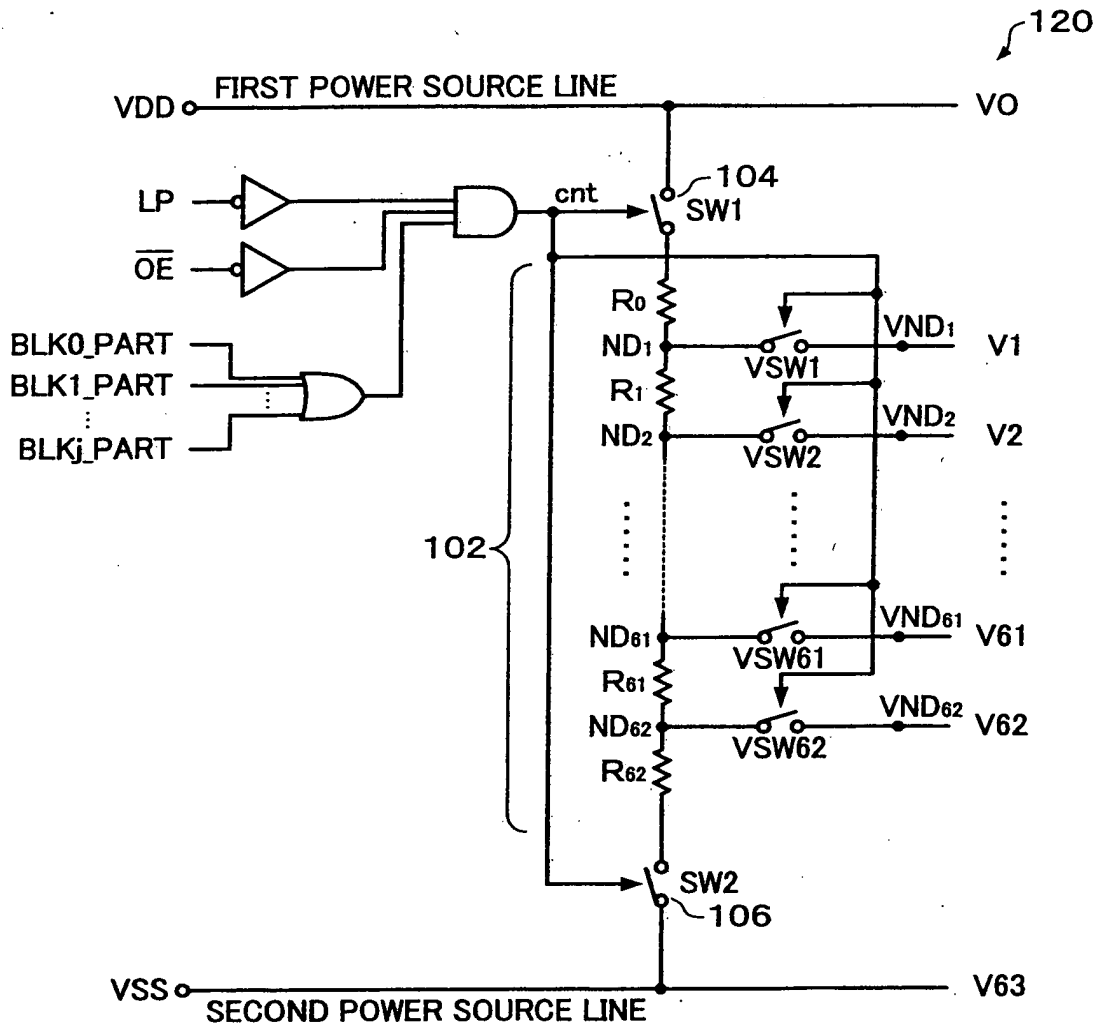 120
FIRST POWER SOURCE LINE
VDD
VO
LP
cnt
104
SW1
OE
R0
BLK0_PART
ND1
VSW1
VND1
V1
BLK1_PART
R1
BLKj_PART
ND2
VSW2
VND2
V2
102
ND61
VSW61
VND61
V61
R61
ND62
VSW62
VND62
V62
R62
SW2
106
VSS
V63
SECOND POWER SOURCE LINE